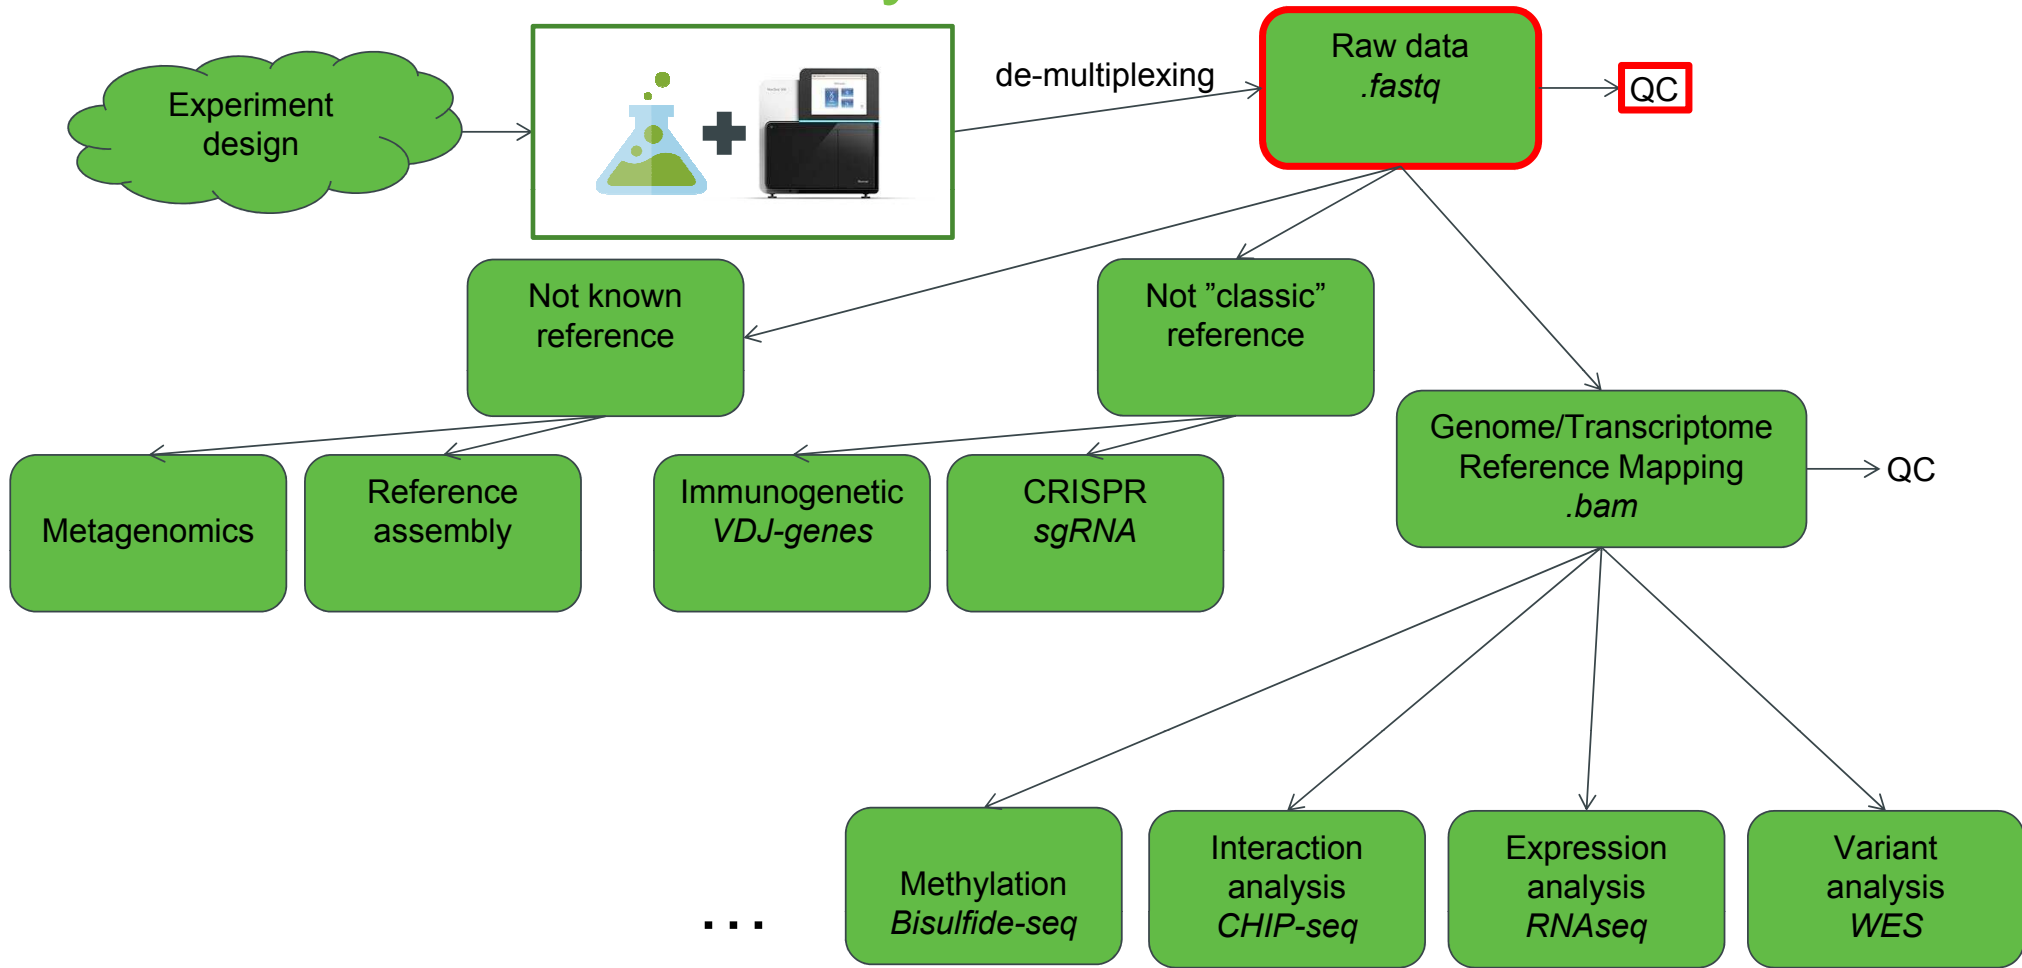 Experiment
design
de-multiplexing
Raw data
.fastq
QC
Not known
reference
Not ”classic”
reference
Metagenomics
Reference
assembly
Immunogenetic
VDJ-genes
CRISPR
sgRNA
Genome/Transcriptome
Reference Mapping
.bam
QC
...
Methylation
Bisulfide-seq
Interaction
analysis
CHIP-seq
Expression
analysis
RNAseq
Variant
analysis
WES